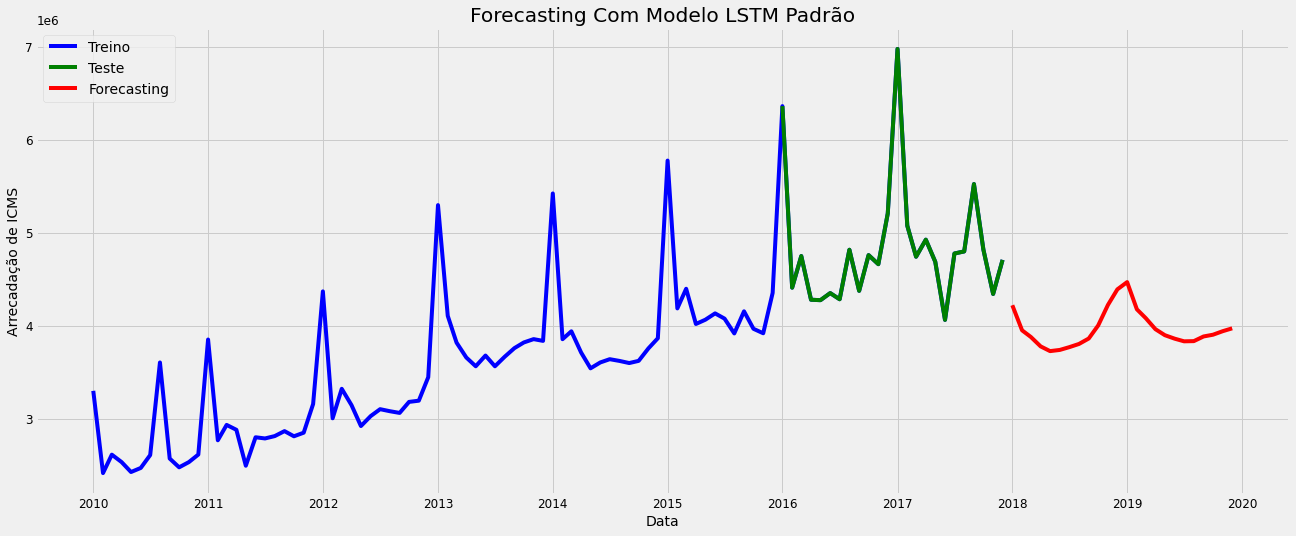 Forecasting Com Modelo LSTM Padrão
1e6
Treino
Teste
Forecasting
7
6
5
4
3
Arrecadação de ICMS
2010 2011 2012 2013 2014 2015 2016 2017 2018 2019 2020
Data